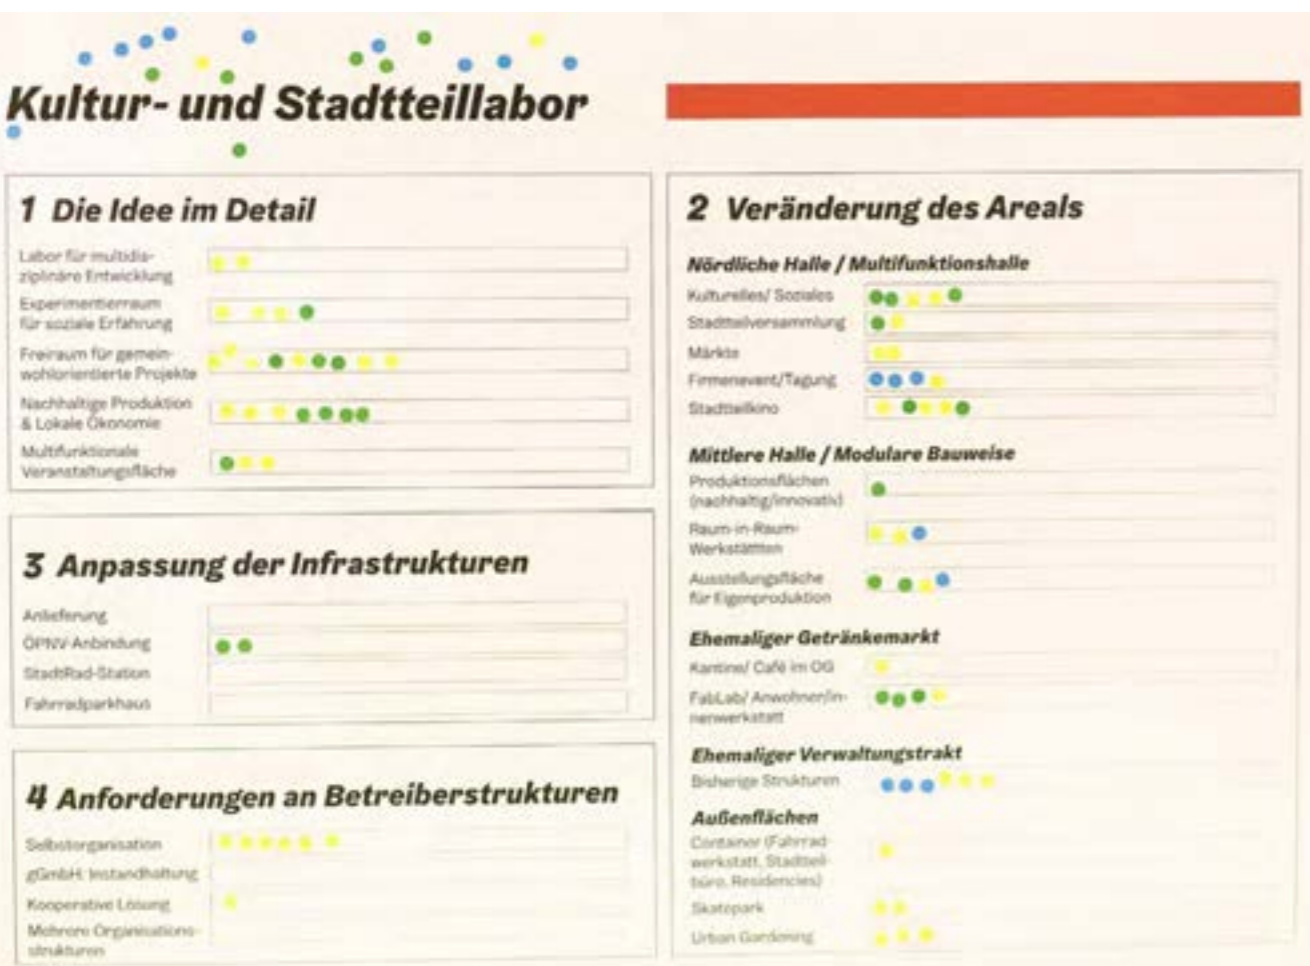 Kultur- und Stadtteillabor
1 Die Idee im Detail
Labor für multidis-
ziplinäre Entwicklung
Experimentierraum
für soziale Erfahrung
Freiraum für gemein-
wohlorientierte Projekte
Nachhaltige Produktion
& Lokale Ökonomie
Multifunktionale
Veranstaltungsfläche
3 Anpassung der Infrastrukturen
Anlieferung
ÖPNV-Anbindung
StadtRad-Station
Fahrradparkhaus
4 Anforderungen an Betreiberstrukturen
Selbstorganisation
gGmbH: Instandhaltung
Kooperative Lösung
Mehrere Organisations-
strukturen
2 Veränderung des Areals
Nördliche Halle / Multifunktionshalle
Kulturelles/ Soziales
Stadtteilversammlung
Märkte
Firmenevent/Tagung
Stadtteilkino
Mittlere Halle / Modulare Bauweise
Produktionsflächen
(nachhaltig/innovativ)
Raum-in-Raum-
Werkstättten
Ausstellungsfläche
für Eigenproduktion
Ehemaliger Getränkemarkt
Kantine/ Café im OG
FabLab/ Anwohner/in-
nenwerkstatt
Ehemaliger Verwaltungstrakt
Bisherige Strukturen
Außenflächen
Container (Fahrrad-
werkstatt, Stadtteil-
büro, Residencies)
Skatepark
Urban Gardening